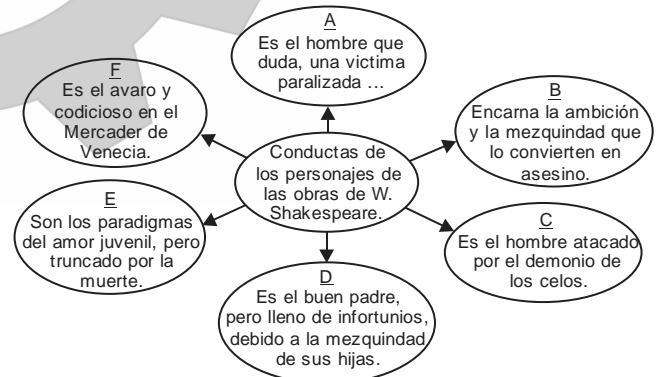 A
Es el hombre que
duda, una victima
paralizada ...
F
Es el avaro y
codicioso en el
Mercader de
Venecia.
B
Encarna la ambición
y la mezquindad que
lo convierten en
asesino.
Conductas de
los personajes de
las obras de W.
Shakespeare.
E
Son los paradigmas
del amor juvenil, pero
truncado por la
muerte.
C
Es el hombre atacado
por el demonio de
los celos.
D
Es el buen padre,
pero lleno de infortunios,
debido a la mezquindad
de sus hijas.